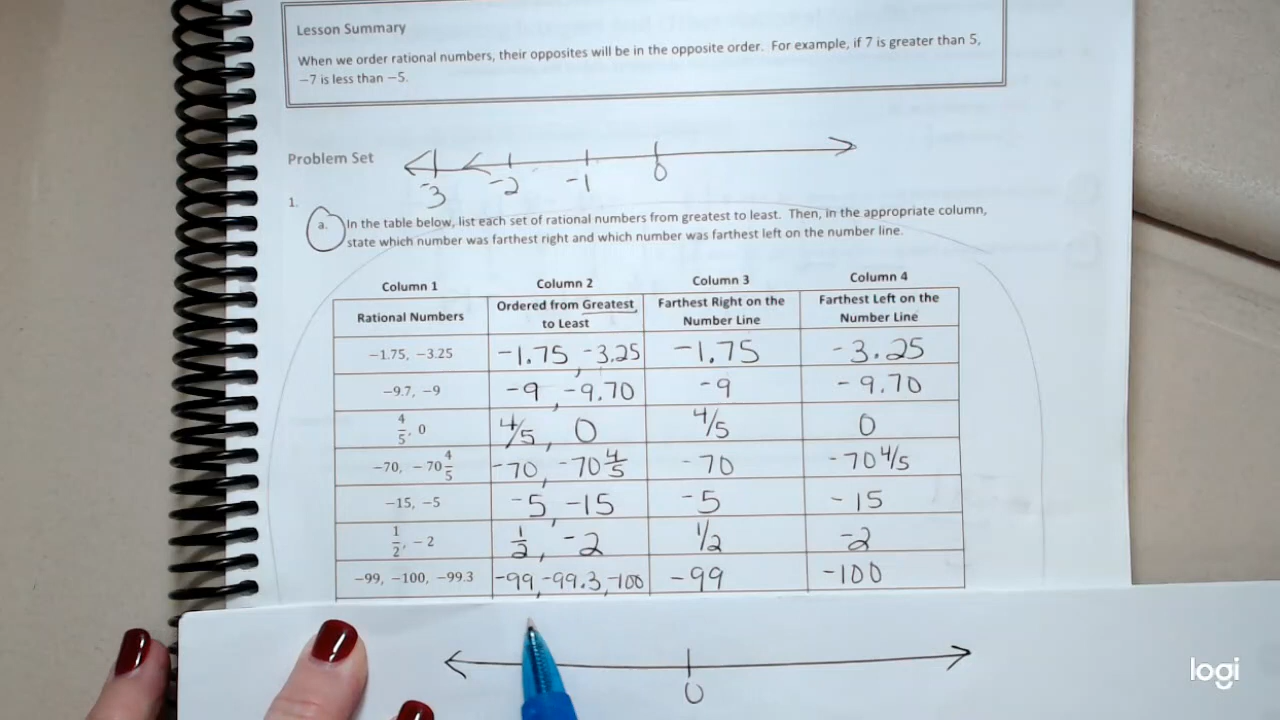 Lesson Summary
When we order rational numbers, their opposites will be in the opposite order. For example, if 7 is greater than 5,
−7 is less than −5.
Problem Set
-3 -2 -1 0
1.
a. In the table below, list each set of rational numbers from greatest to least. Then, in the appropriate column,
state which number was farthest right and which number was farthest left on the number line.
Column 1 Column 2 Column 3 Column 4
Rational Numbers Ordered from Greatest to Least Farthest Right on the Number Line Farthest Left on the Number Line
−1.75, −3.25 -1.75, -3.25 -1.75 -3.25
−9.7, −9 -9, -9.70 -9 -9.70
4/5, 0 4/5, 0 4/5 0
−70, −70 4/5 -70, -70 4/5 -70 -70 4/5
−15, −5 -5, -15 -5 -15
1/2, −2 1/2, -2 1/2 -2
−99, −100, −99.3 -99, -99.3, -100 -99 -100
0
logi